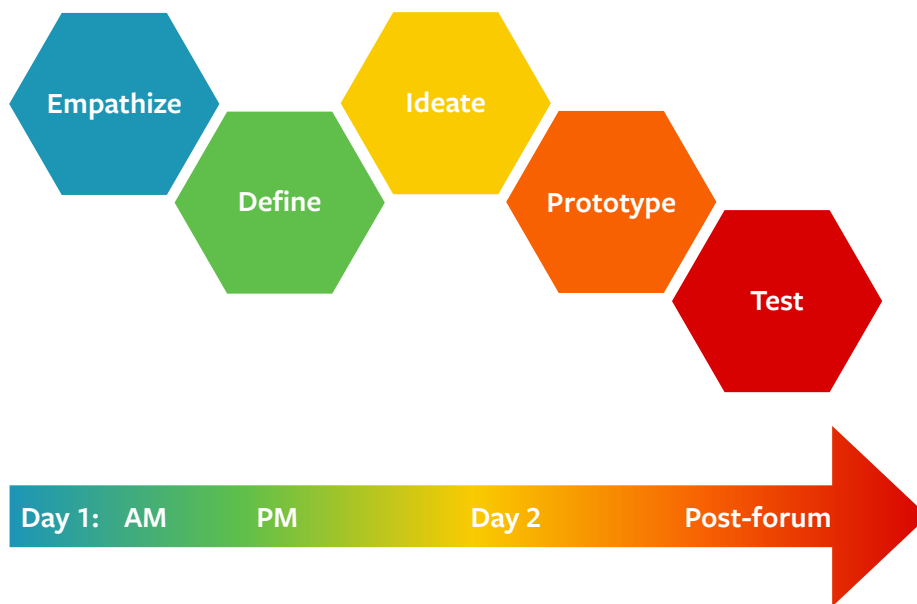 Empathize
Define
Ideate
Prototype
Test
Day 1: AM PM Day 2 Post-forum